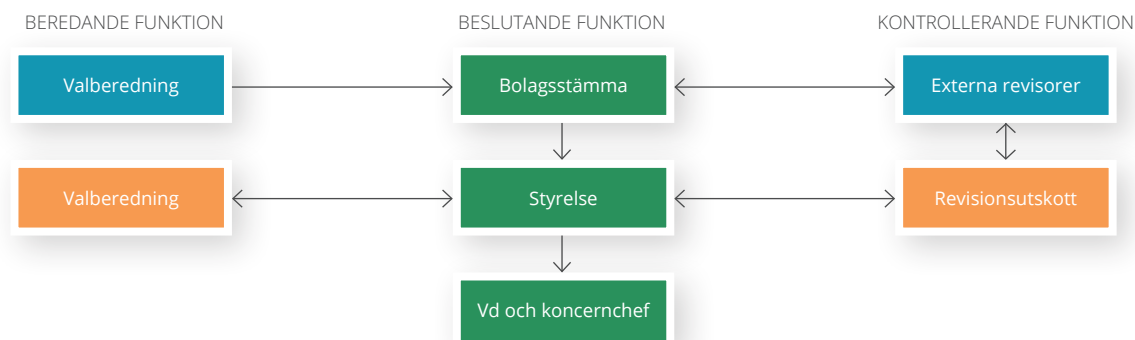 BEREDANDE FUNKTION
BESLUTANDE FUNKTION
KONTROLLERANDE FUNKTION
Valberedning
Bolagsstämma
Externa revisorer
Valberedning
Styrelse
Revisionsutskott
Vd och koncernchef